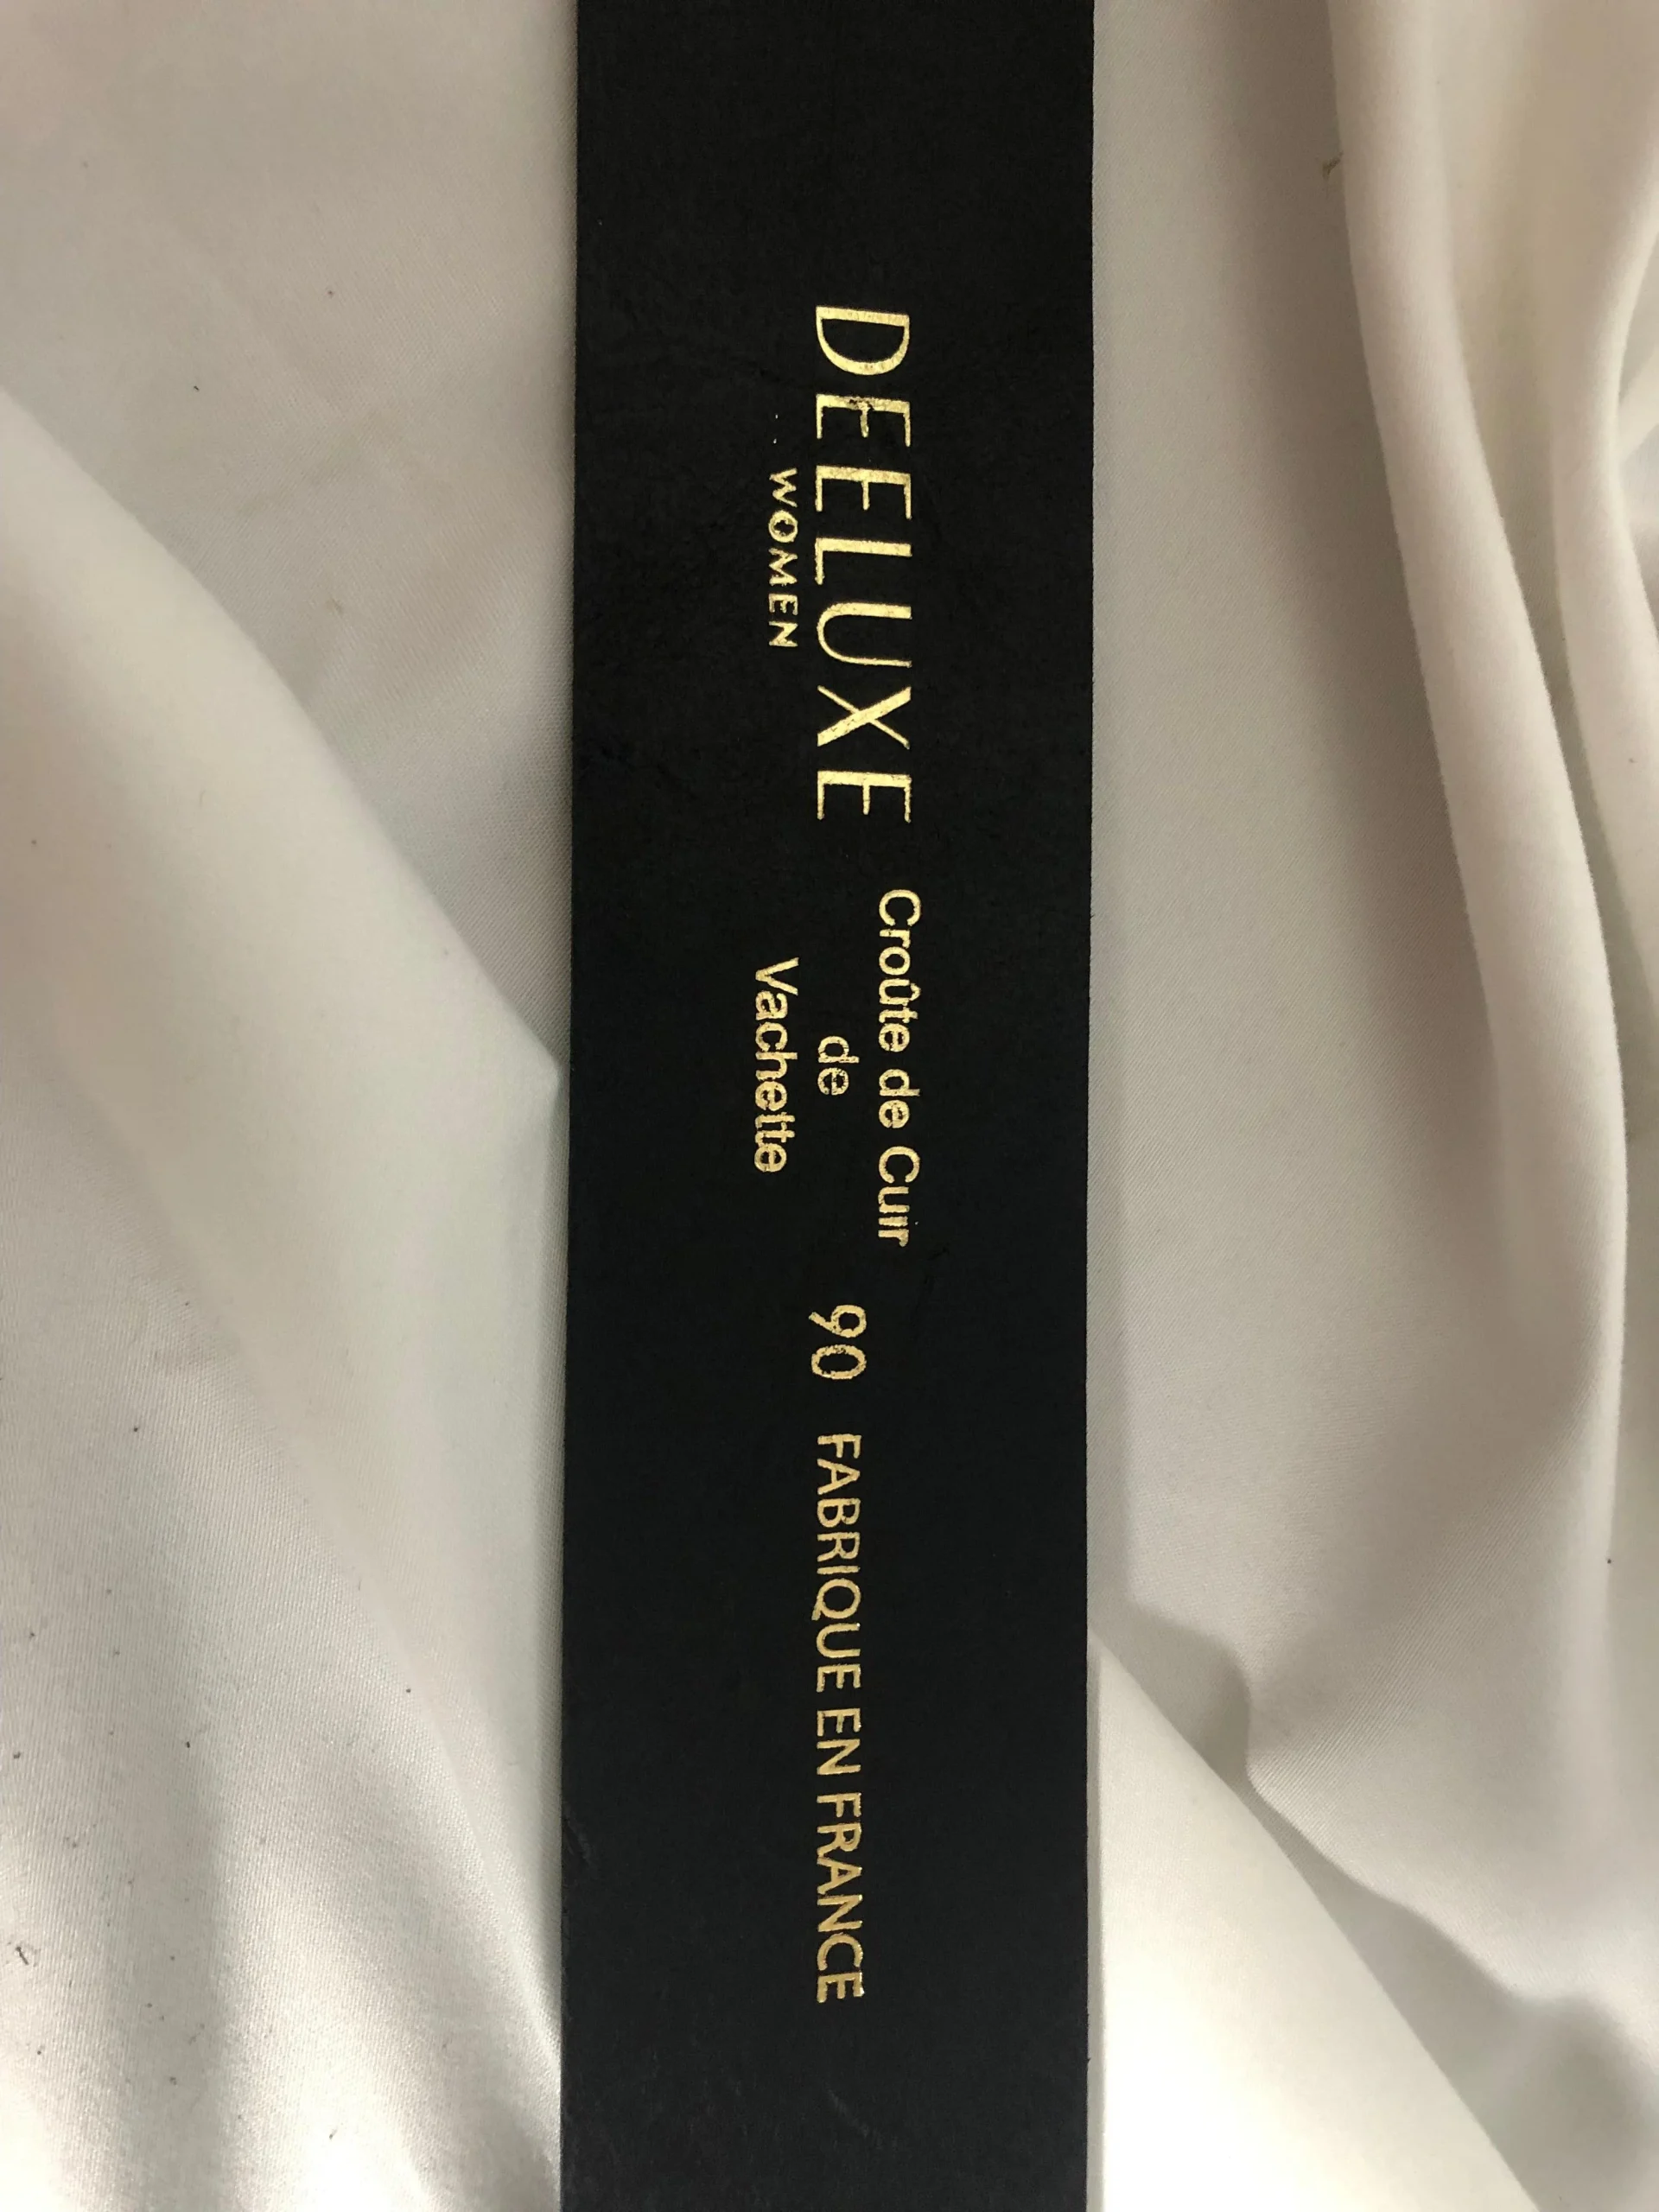 DEELUXE
WOMEN
Croûte de Cuir
de
Vachette
90
FABRIQUE EN FRANCE